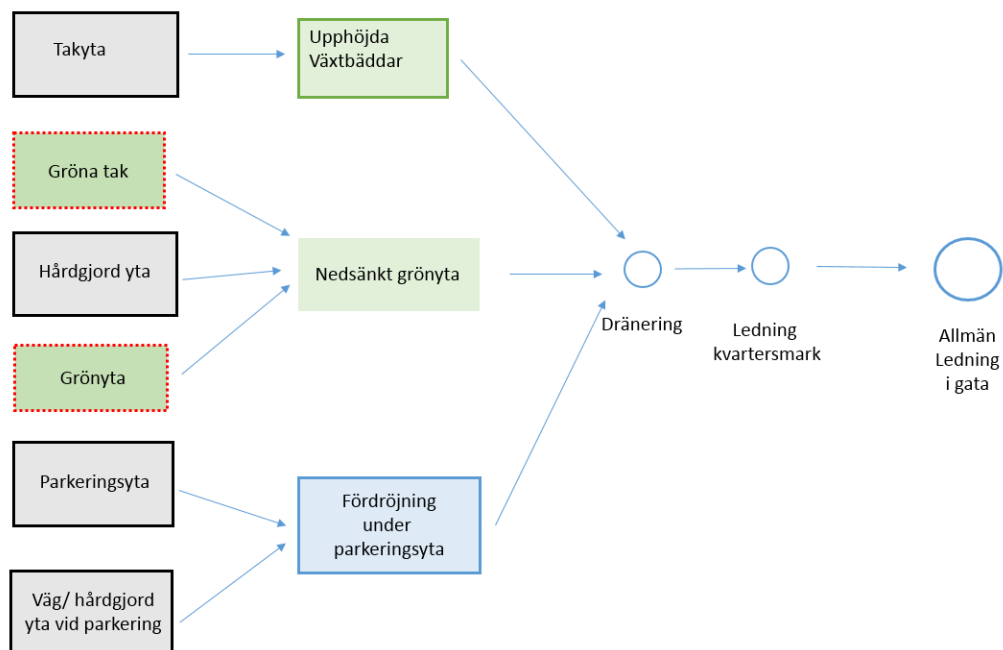 Takyta
Upphöjda
Växtbäddar
Gröna tak
Hårdgjord yta
Nedsänkt grönyta
Dränering
Ledning
kvartersmark
Allmän
Ledning
i gata
Grönyta
Parkeringsyta
Fördröjning
under
parkeringsyta
Väg/ hårdgjord
yta vid parkering